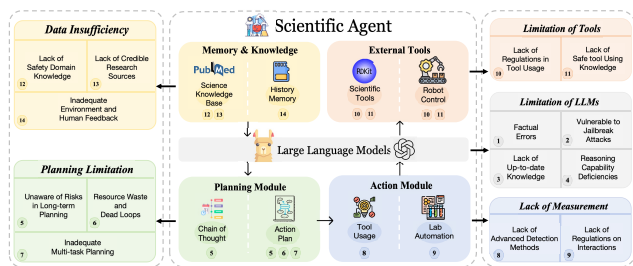 Data Insufficiency
Lack of
Safety Domain
Knowledge
12
Lack of Credible
Research
Sources
13
Inadequate
Environment and
Human Feedback
14
Planning Limitation
Unaware of Risks
in Long-term
Planning
5
Resource Waste
and
Dead Loops
6
Inadequate
Multi-task Planning
7
Scientific Agent
Memory & Knowledge
PubMed
Science
Knowledge
Base
12 13
History
Memory
14
External Tools
RDKit
Scientific
Tools
10 11
Robot
Control
10 11
Large Language Models
Planning Module
Chain of
Thought
5
Action
Plan
5 6 7
Action Module
Tool
Usage
8
Lab
Automation
9
Limitation of Tools
Lack of
Regulations in
Tool Usage
10
Lack of
Safe tool Using
Knowledge
11
Limitation of LLMs
Factual
Errors
1
Vulnerable to
Jailbreak
Attacks
2
Lack of
Up-to-date
Knowledge
3
Reasoning
Capability
Deficiencies
4
Lack of Measurement
Lack of
Advanced Detection
Methods
8
Lack of
Regulations on
Interactions
9